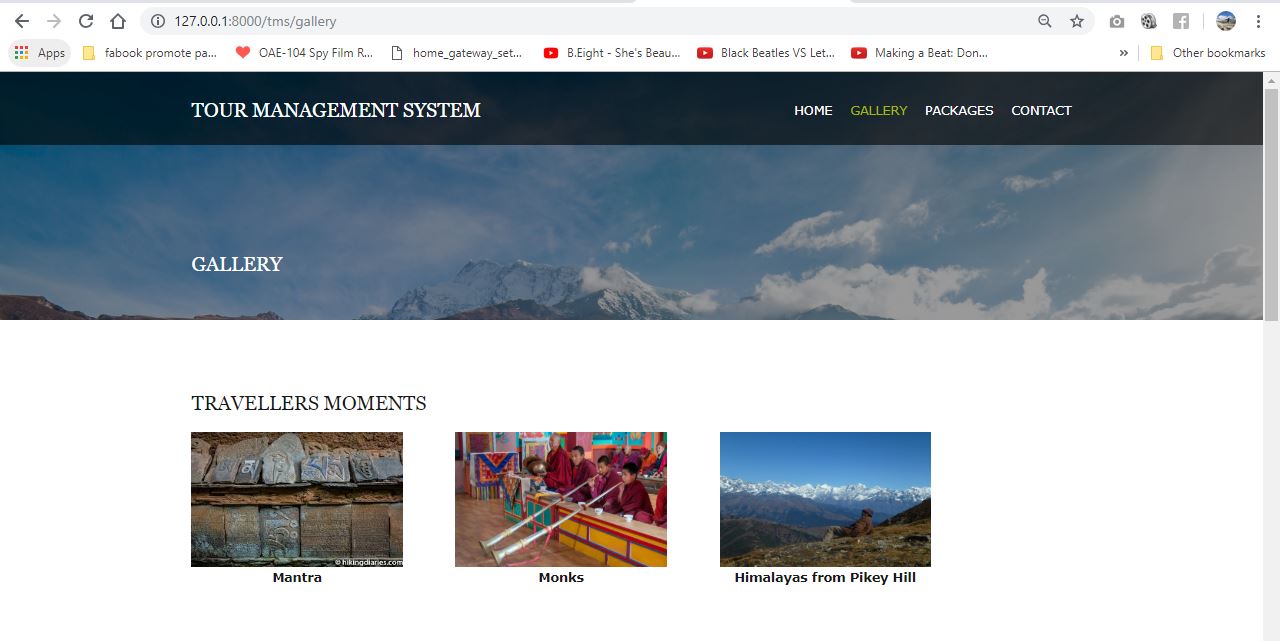 127.0.0.1:8000/tms/gallery
Apps fabook promote pa... OAE-104 Spy Film R... home_gateway_set... B.Eight - She's Beau... Black Beatles VS Let... Making a Beat: Don... » Other bookmarks
TOUR MANAGEMENT SYSTEM HOME GALLERY PACKAGES CONTACT
GALLERY
TRAVELLERS MOMENTS
© hikingdiaries.com
Mantra Monks Himalayas from Pikey Hill